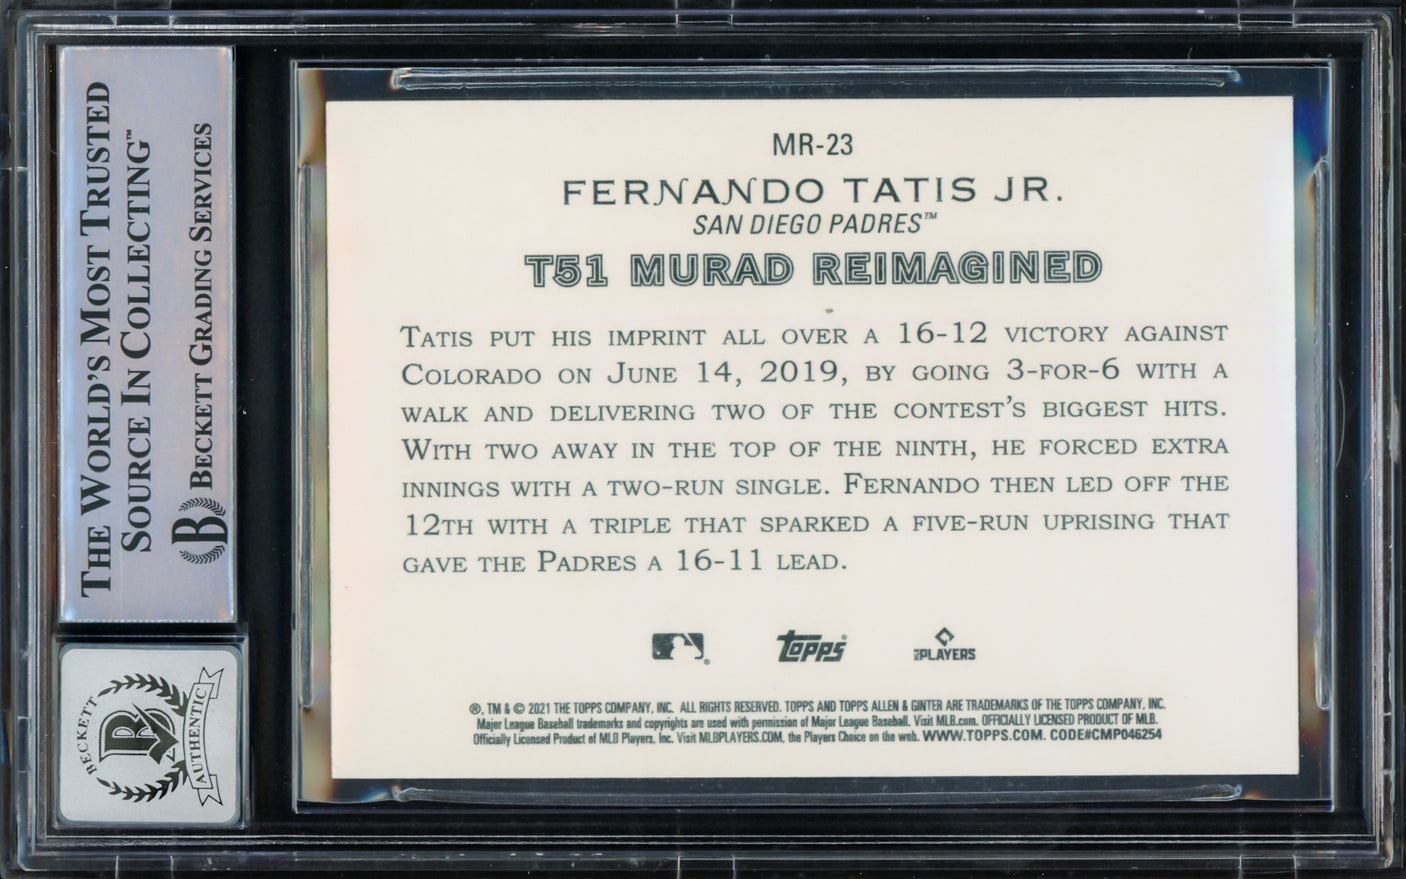 THE WORLD'S MOST TRUSTED
SOURCE IN COLLECTING™
B BECKETT GRADING SERVICES
BECKETT
B
AUTHENTIC
MR-23
FERNANDO TATIS JR.
SAN DIEGO PADRES™
T51 MURAD REIMAGINED
TATIS PUT HIS IMPRINT ALL OVER A 16-12 VICTORY AGAINST
COLORADO ON JUNE 14, 2019, BY GOING 3-FOR-6 WITH A
WALK AND DELIVERING TWO OF THE CONTEST'S BIGGEST HITS.
WITH TWO AWAY IN THE TOP OF THE NINTH, HE FORCED EXTRA
INNINGS WITH A TWO-RUN SINGLE. FERNANDO THEN LED OFF THE
12TH WITH A TRIPLE THAT SPARKED A FIVE-RUN UPRISING THAT
GAVE THE PADRES A 16-11 LEAD.
Topps®
MLB PLAYERS
®, TM & © 2021 THE TOPPS COMPANY, INC. ALL RIGHTS RESERVED. TOPPS AND TOPPS ALLEN & GINTER ARE TRADEMARKS OF THE TOPPS COMPANY, INC.
Major League Baseball trademarks and copyrights are used with permission of Major League Baseball. Visit MLB.com. OFFICIALLY LICENSED PRODUCT OF MLB.
Officially Licensed Product of MLB Players, Inc. Visit MLBPLAYERS.COM, the Players Choice on the web. WWW.TOPPS.COM. CODE#CMP046254